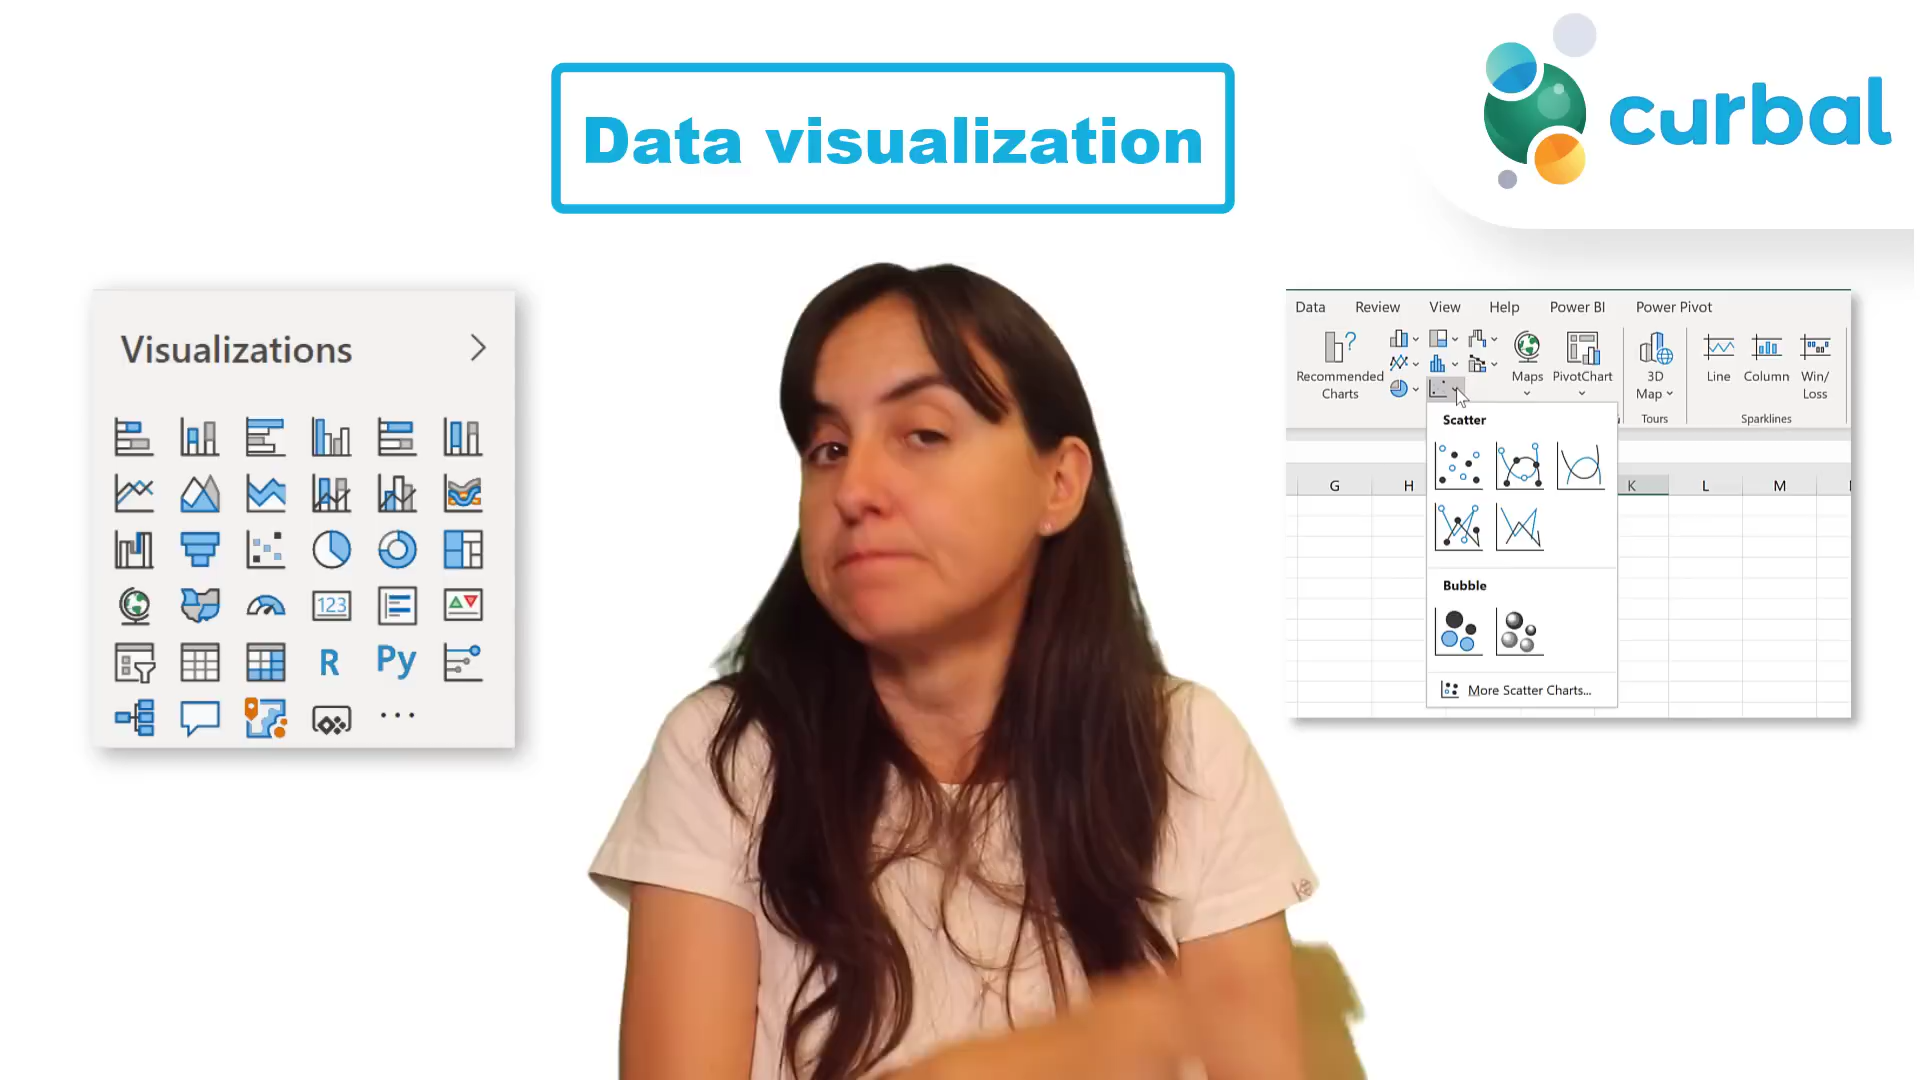 Data visualization
curbal
Visualizations
123
R
Py
Data Review View Help Power BI Power Pivot
Recommended
Charts
Maps
PivotChart
3D
Map
Line
Column
Win/
Loss
Tours
Sparklines
Scatter
G H K L M
Bubble
More Scatter Charts...